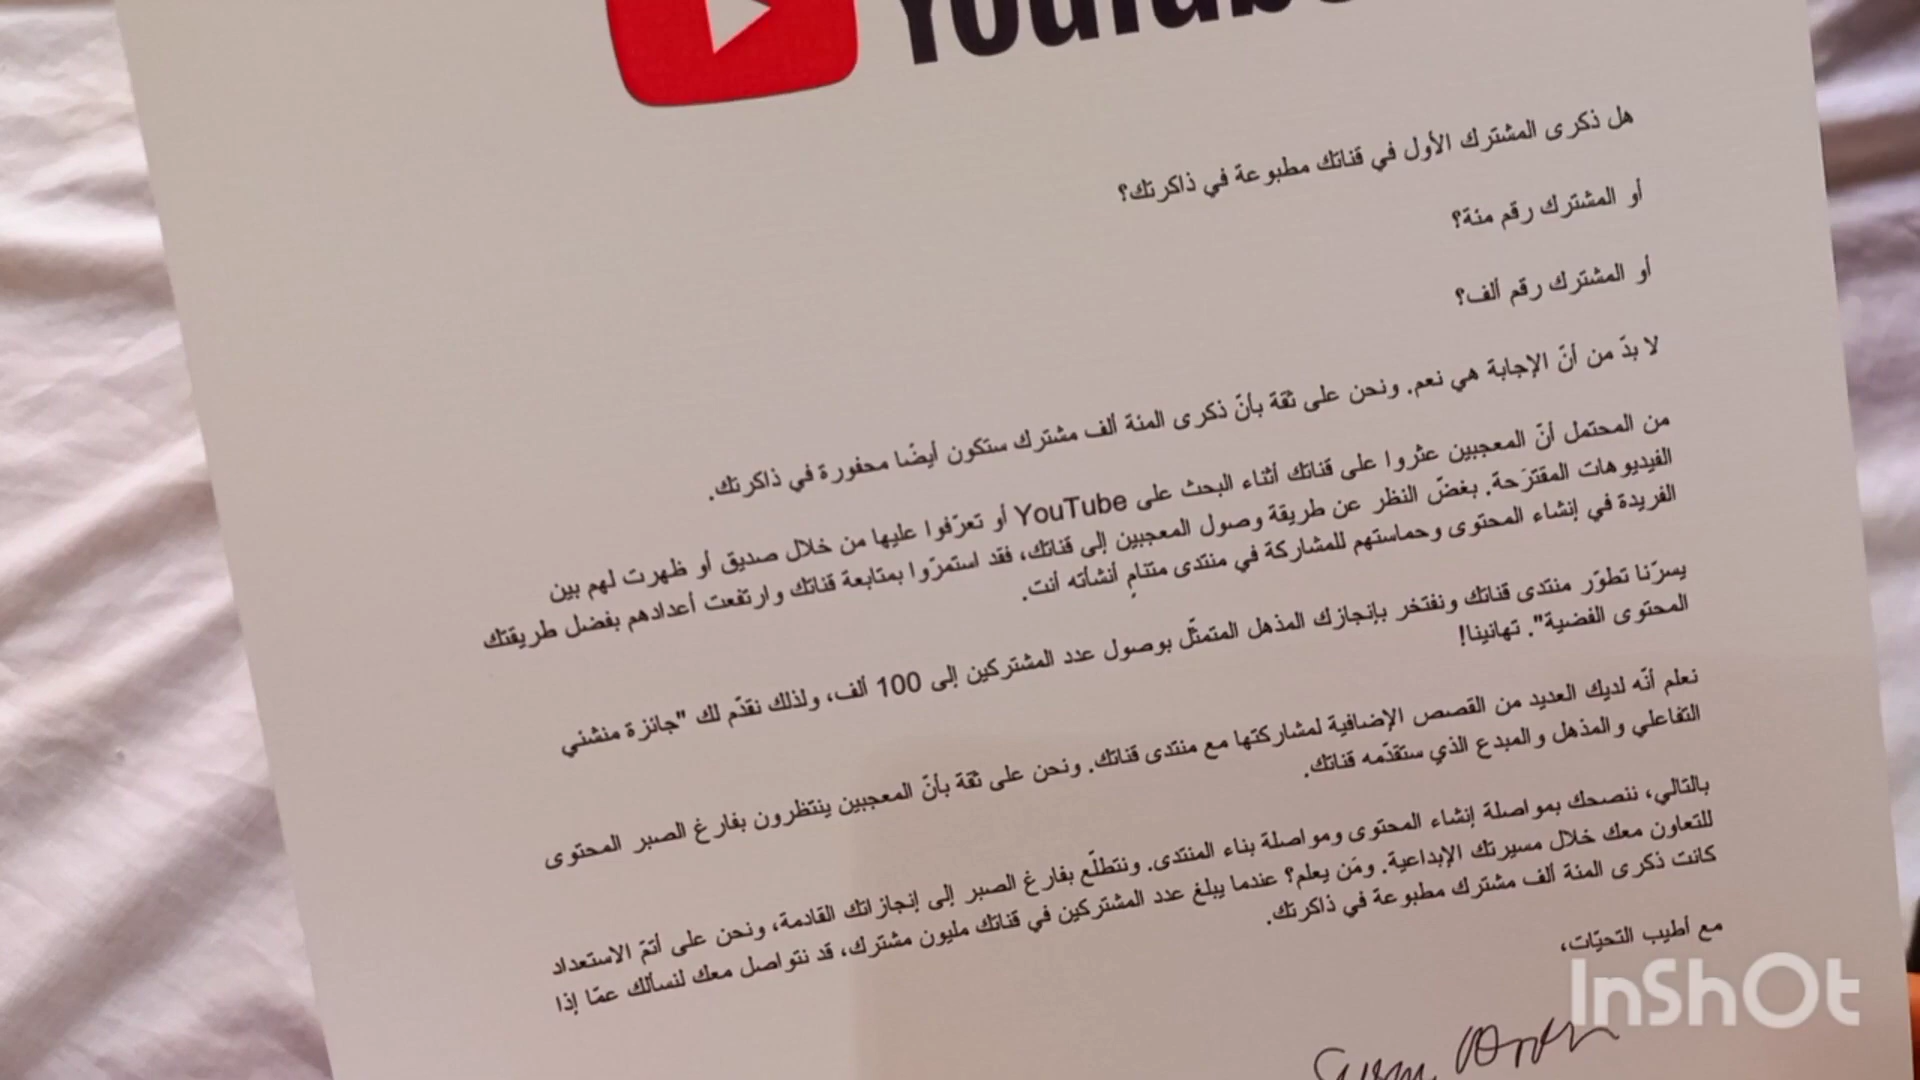 YouTube
هل ذكرى المشترك الأول في قناتك مطبوعة في ذاكرتك؟
أو المشترك رقم مئة؟
أو المشترك رقم ألف؟
لا بدّ من أنّ الإجابة هي نعم. ونحن على ثقة بأنّ ذكرى المئة ألف مشترك ستكون أيضًا محفورة في ذاكرتك.
من المحتمل أنّ المعجبين عثروا على قناتك أثناء البحث على YouTube أو تعرّفوا عليها من خلال صديق أو ظهرت لهم بين
الفيديوهات المقترَحة. بغضّ النظر عن طريقة وصول المعجبين إلى قناتك، فقد استمرّوا بمتابعة قناتك وارتفعت أعدادهم بفضل طريقتك
الفريدة في إنشاء المحتوى وحماستهم للمشاركة في منتدى متنامٍ أنشأته أنت.
يسرّنا تطوّر منتدى قناتك ونفتخر بإنجازك المذهل المتمثّل بوصول عدد المشتركين إلى 100 ألف، ولذلك نقدّم لك "جائزة منشئي
المحتوى الفضية". تهانينا!
نعلم أنّه لديك العديد من القصص الإضافية لمشاركتها مع منتدى قناتك. ونحن على ثقة بأنّ المعجبين ينتظرون بفارغ الصبر المحتوى
التفاعلي والمذهل والمبدع الذي ستقدّمه قناتك.
بالتالي، ننصحك بمواصلة إنشاء المحتوى ومواصلة بناء المنتدى. ونتطلّع بفارغ الصبر إلى إنجازاتك القادمة، ونحن على أتمّ الاستعداد
للتعاون معك خلال مسيرتك الإبداعية. ومَن يعلم؟ عندما يبلغ عدد المشتركين في قناتك مليون مشترك، قد نتواصل معك لنسألك عمّا إذا
كانت ذكرى المئة ألف مشترك مطبوعة في ذاكرتك.
مع أطيب التحيّات،
InShOt